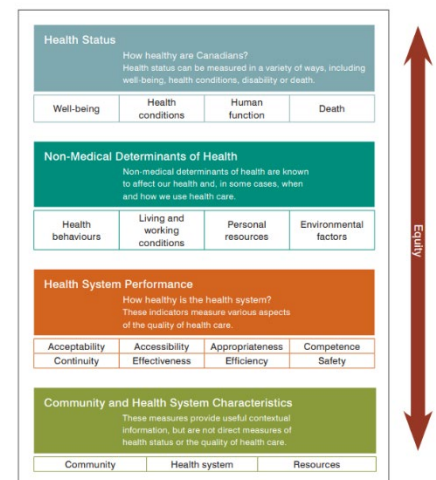 Health Status
How healthy are Canadians?
Health status can be measured in a variety of ways, including
well-being, health conditions, disability or death.
Well-being
Health
conditions
Human
function
Death
Non-Medical Determinants of Health
Non-medical determinants of health are known
to affect our health and, in some cases, when
and how we use health care.
Health
behaviours
Living and
working
conditions
Personal
resources
Environmental
factors
Health System Performance
How healthy is the health system?
These indicators measure various aspects
of the quality of health care.
Acceptability Accessibility Appropriateness Competence
Continuity Effectiveness Efficiency Safety
Community and Health System Characteristics
These measures provide useful contextual
information, but are not direct measures of
health status or the quality of health care.
Community Health system Resources
Equity